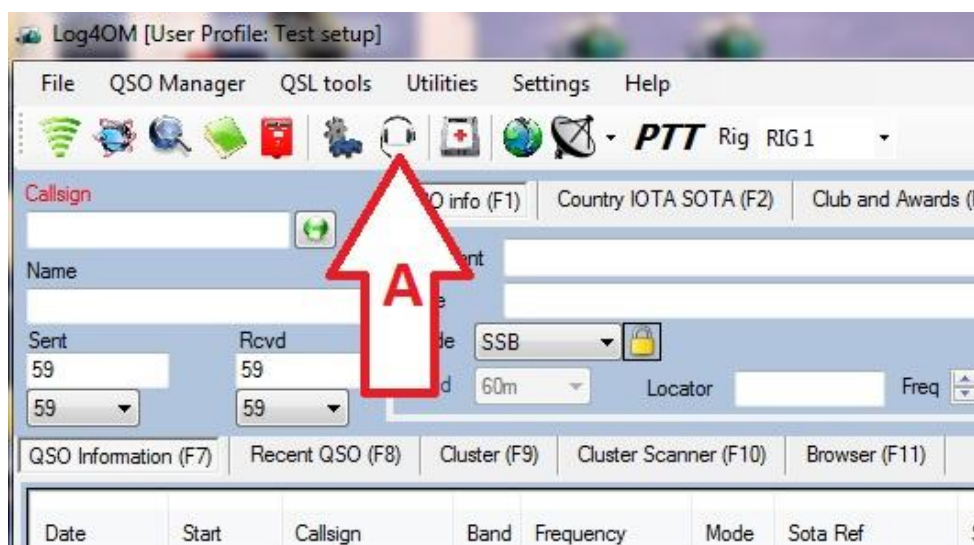 Log4OM [User Profile: Test setup]
File QSO Manager QSL tools Utilities Settings Help
PTT Rig RIG 1
Callsign
O info (F1) Country IOTA SOTA (F2) Club and Awards (
Name
A
Sent Rcvd
59 59 SSB
59 59 60m Locator Freq
QSO Information (F7) Recent QSO (F8) Cluster (F9) Cluster Scanner (F10) Browser (F11)
Date Start Callsign Band Frequency Mode Sota Ref